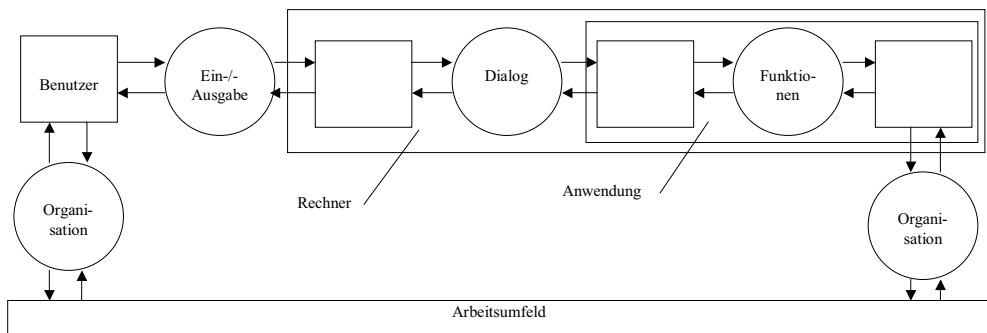 Benutzer
Ein-/-
Ausgabe
Dialog
Funktio-
nen
Rechner
Anwendung
Organi-
sation
Organi-
sation
Arbeitsumfeld